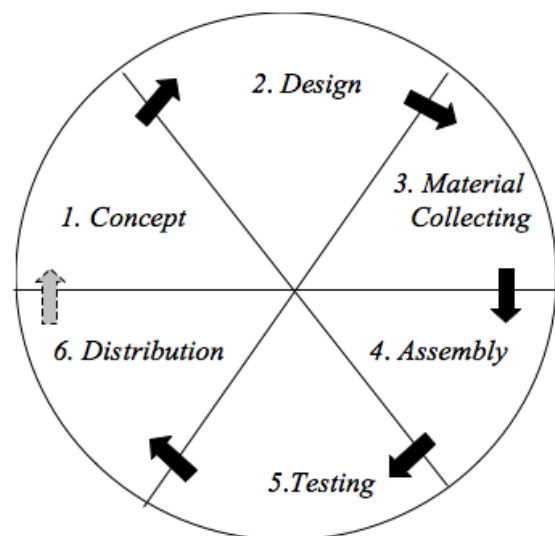 1. Concept
2. Design
3. Material
Collecting
4. Assembly
5.Testing
6. Distribution